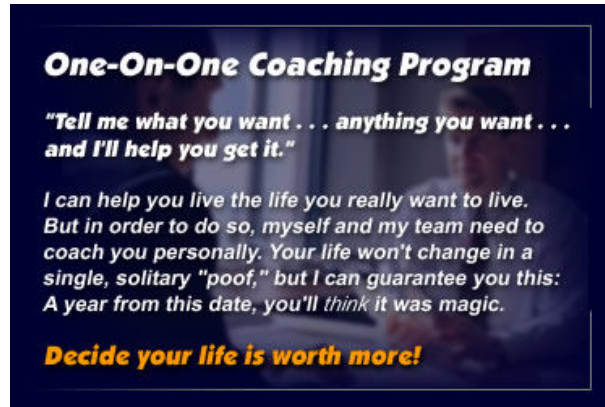 One-On-One Coaching Program
"Tell me what you want . . . anything you want . . .
and I'll help you get it."
I can help you live the life you really want to live.
But in order to do so, myself and my team need to
coach you personally. Your life won't change in a
single, solitary "poof," but I can guarantee you this:
A year from this date, you'll think it was magic.
Decide your life is worth more!